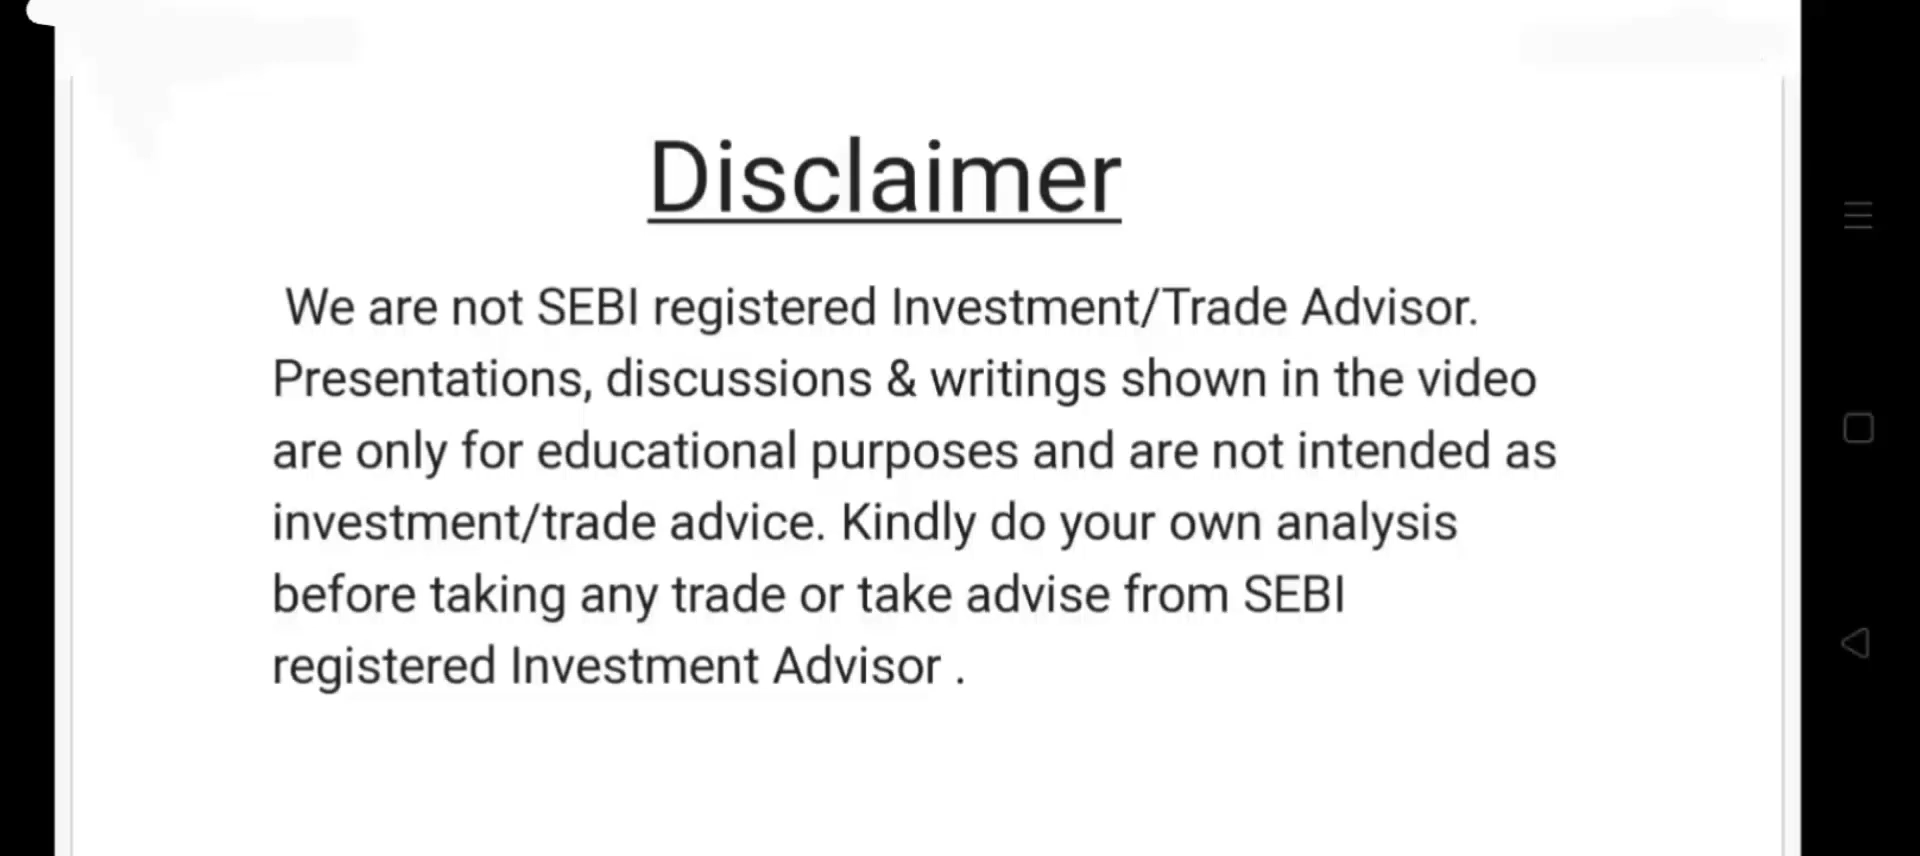 Disclaimer
We are not SEBI registered Investment/Trade Advisor.
Presentations, discussions & writings shown in the video
are only for educational purposes and are not intended as
investment/trade advice. Kindly do your own analysis
before taking any trade or take advise from SEBI
registered Investment Advisor .